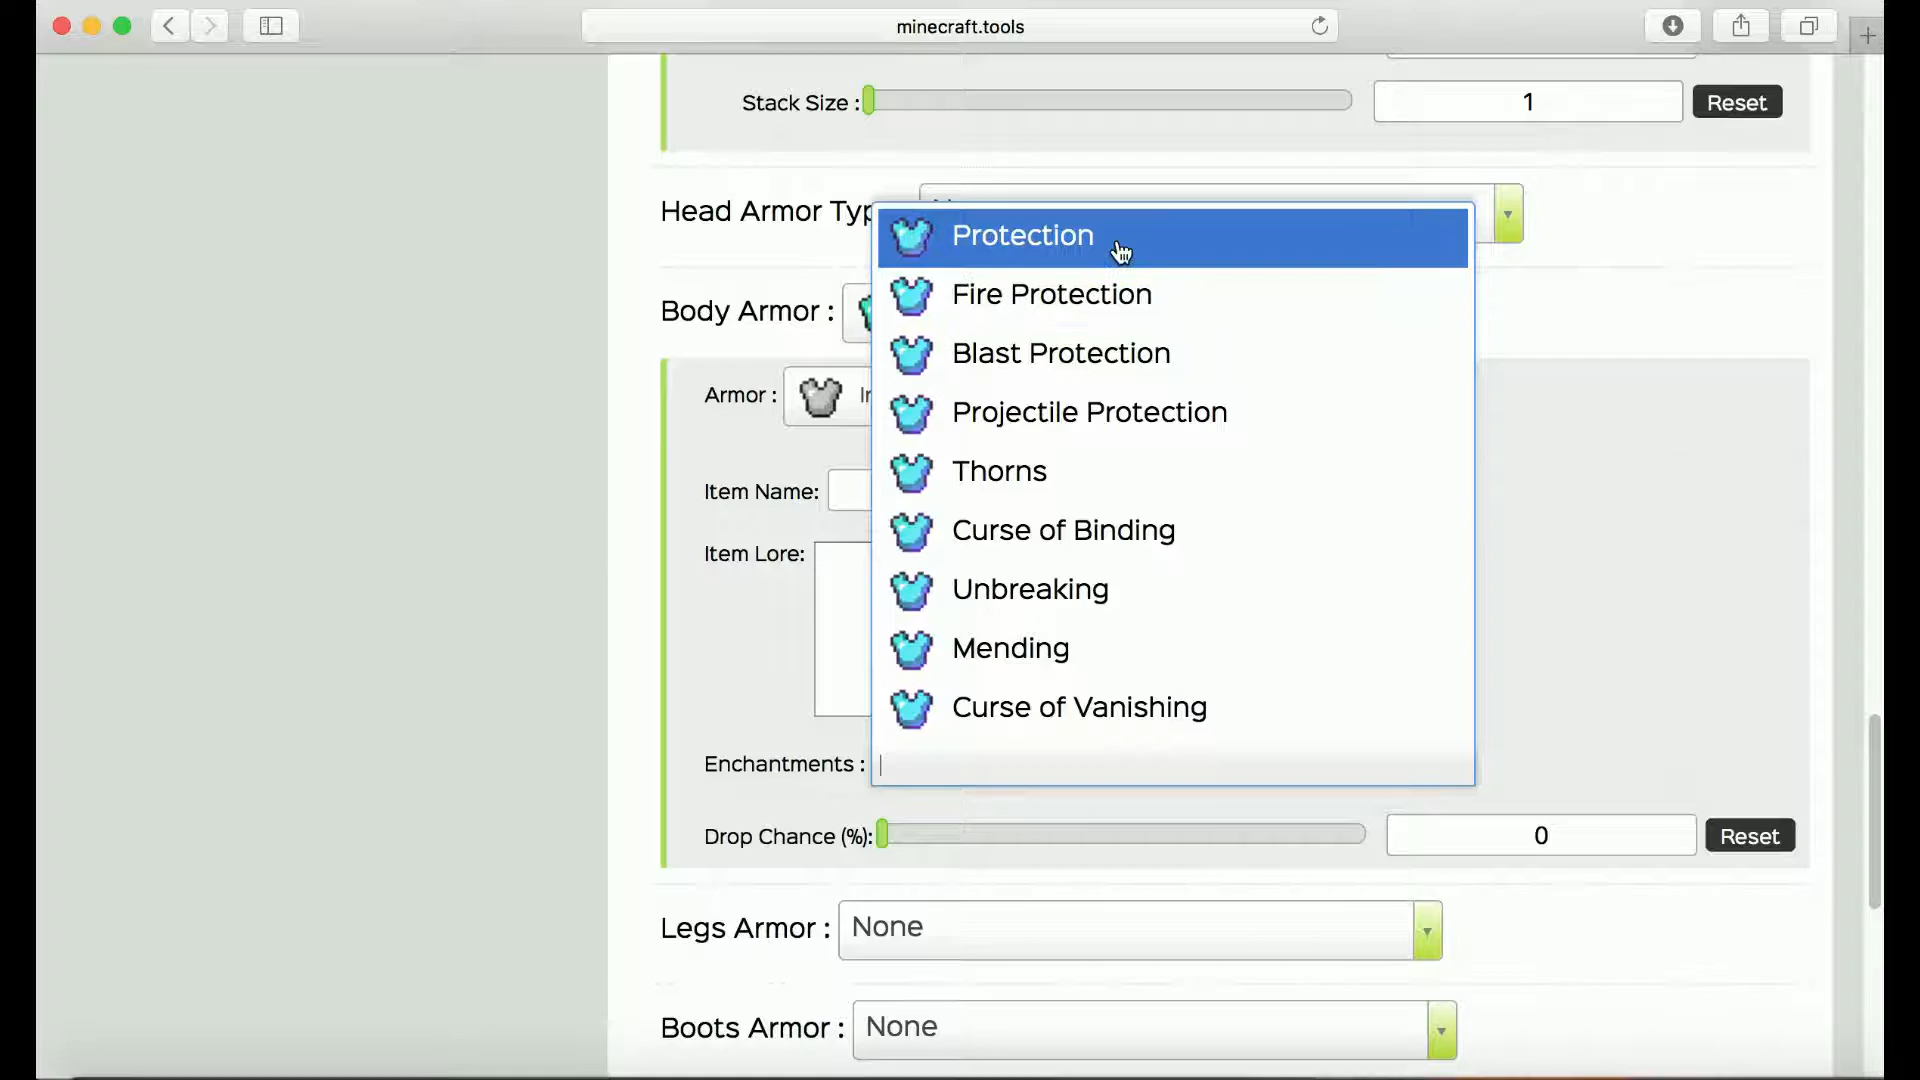 minecraft.tools
Stack Size :
1
Reset
Head Armor Typ
Protection
Fire Protection
Body Armor :
Blast Protection
Armor :
Projectile Protection
Thorns
Item Name:
Curse of Binding
Item Lore:
Unbreaking
Mending
Curse of Vanishing
Enchantments :
Drop Chance (%):
0
Reset
Legs Armor :
None
Boots Armor :
None